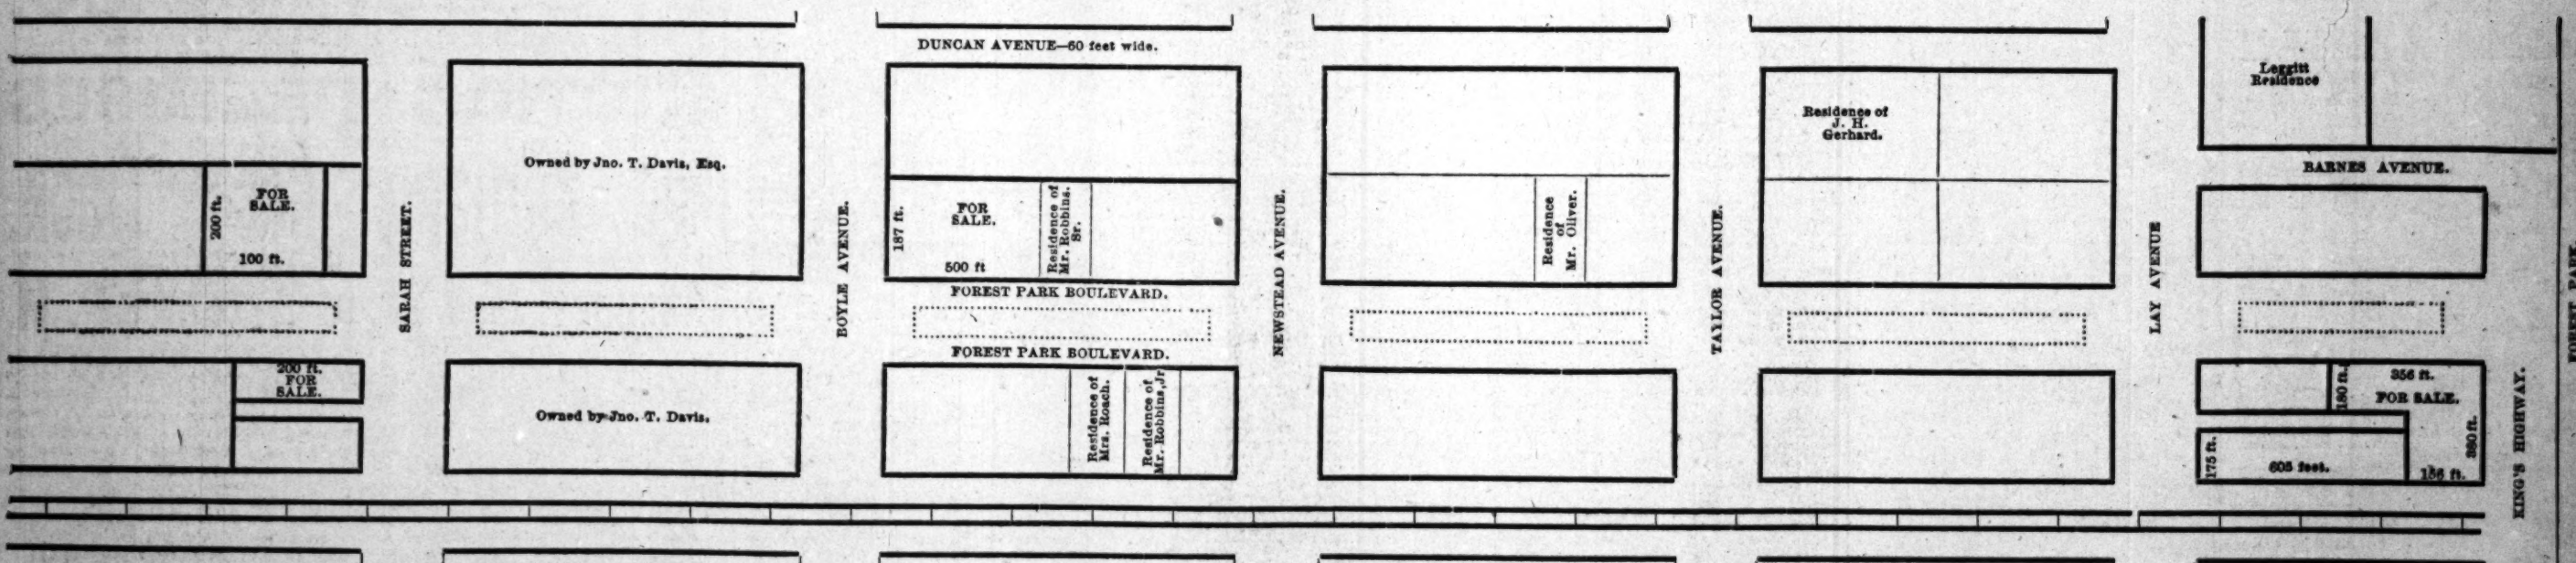 DUNCAN AVENUE—60 feet wide.
Leggitt
Residence
Residence of
J. H.
Gerhard.
Owned by Jno. T. Davis, Esq.
BARNES AVENUE.
200 ft.
FOR
SALE.
100 ft.
SARAH STREET.
BOYLE AVENUE.
187 ft.
FOR
SALE.
500 ft
Residence of
Mr. Robbins.
Sr.
NEWSTEAD AVENUE.
Residence
of
Mr. Oliver.
TAYLOR AVENUE.
LAY AVENUE
FOREST PARK BOULEVARD.
FOREST PARK BOULEVARD.
PARK
200 ft.
FOR
SALE.
Owned by Jno. T. Davis.
Residence of
Mrs. Roach.
Residence of
Mr. Robbins, Jr
180 ft.
356 ft.
FOR SALE.
360 ft.
156 ft.
175 ft.
605 feet.
KING'S HIGHWAY.